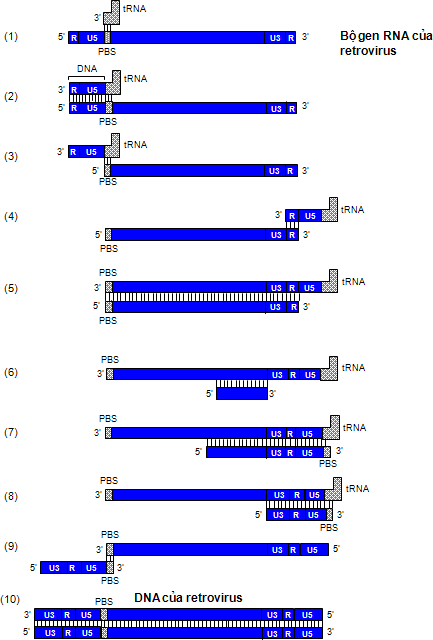 3' tRNA
(1) 5' R U5 U3 R 3' Bộ gen RNA của
PBS retrovirus
DNA
3' R U5 tRNA
(2) 5' R U5 U3 R 3'
PBS
(3) 3' R U5 tRNA
5' U3 R 3'
PBS
(4) 3' R U5 tRNA
5' U3 R 3'
PBS
PBS
(5) 3' U3 R U5 tRNA
5' U3 R 3'
PBS
PBS
(6) 3' U3 R U5 tRNA
5' 3'
PBS
(7) 3' U3 R U5 tRNA
5' U3 R U5 3'
PBS
PBS
(8) 3' U3 R U5 tRNA
5' U3 R U5 3'
PBS
PBS
(9) 3' U3 R U5 5'
5' U3 R U5 3'
PBS
(10) PBS DNA của retrovirus
3' U3 R U5 U3 R U5 5'
5' U3 R U5 U3 R U5 3'